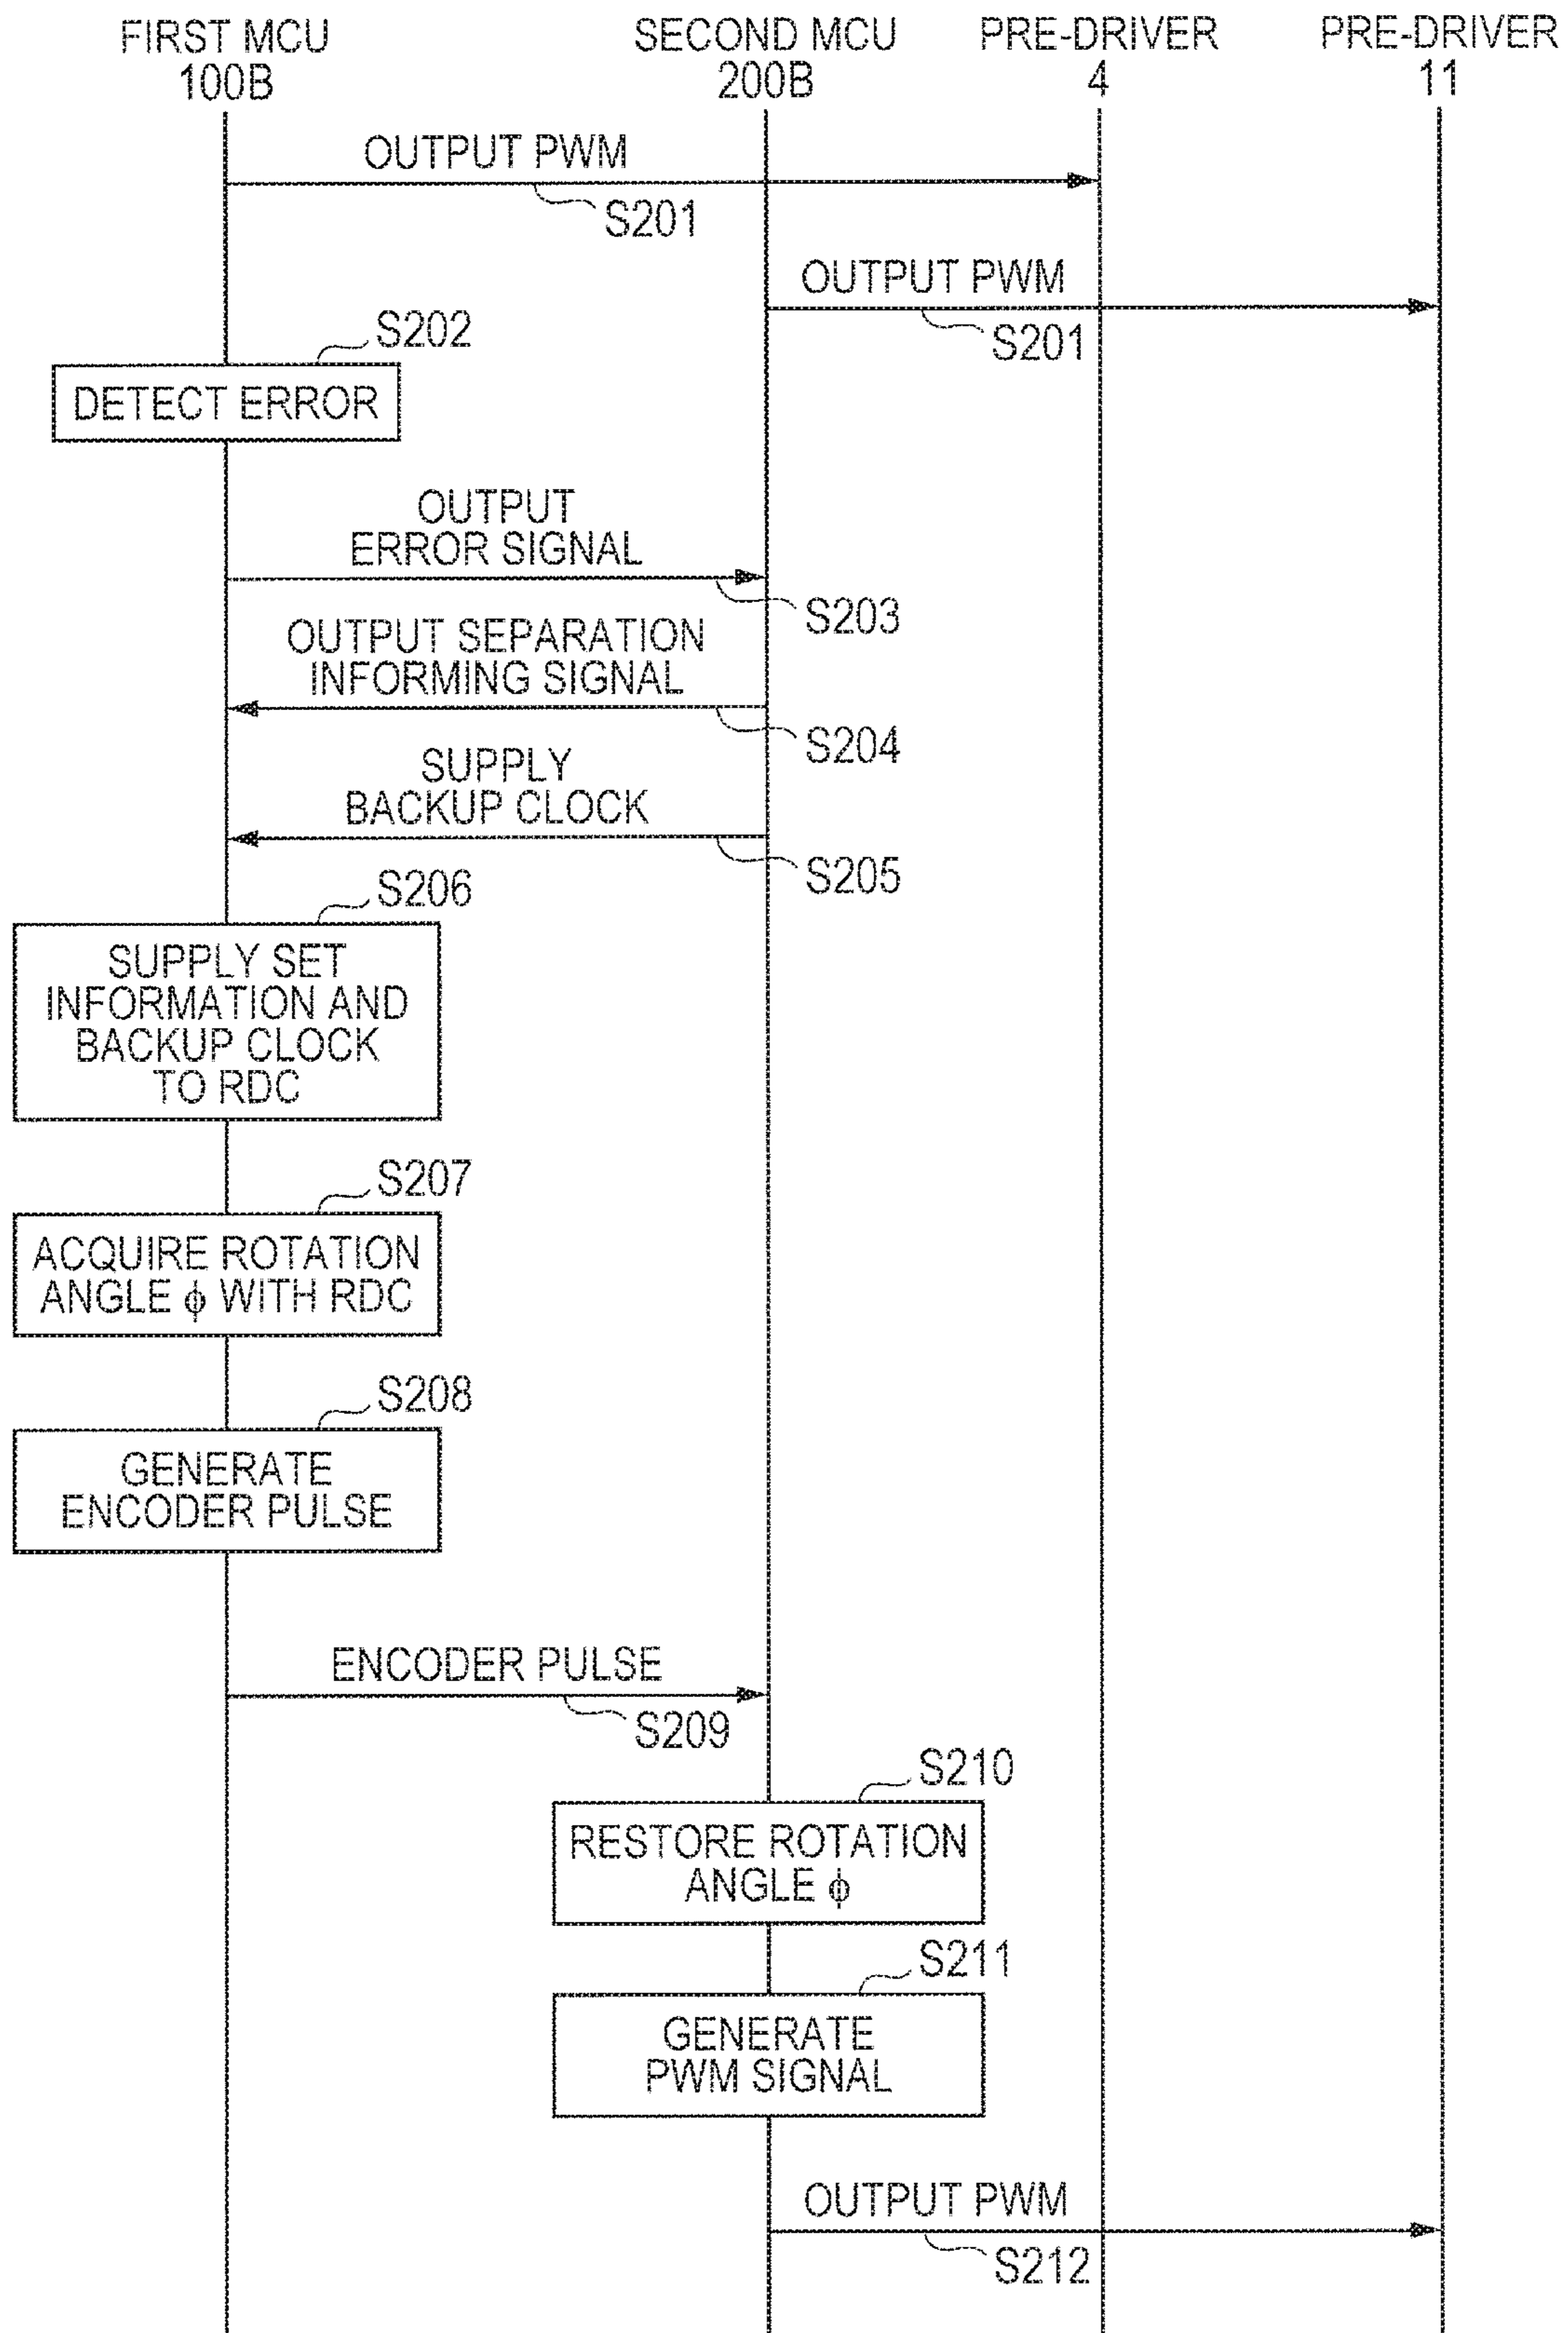 FIRST MCU
100B
SECOND MCU
200B
PRE-DRIVER
4
PRE-DRIVER
11
OUTPUT PWM
S201
OUTPUT PWM
S201
S202
DETECT ERROR
OUTPUT
ERROR SIGNAL
S203
OUTPUT SEPARATION
INFORMING SIGNAL
S204
SUPPLY
BACKUP CLOCK
S205
S206
SUPPLY SET
INFORMATION AND
BACKUP CLOCK
TO RDC
S207
ACQUIRE ROTATION
ANGLE ϕ WITH RDC
S208
GENERATE
ENCODER PULSE
ENCODER PULSE
S209
S210
RESTORE ROTATION
ANGLE ϕ
S211
GENERATE
PWM SIGNAL
OUTPUT PWM
S212